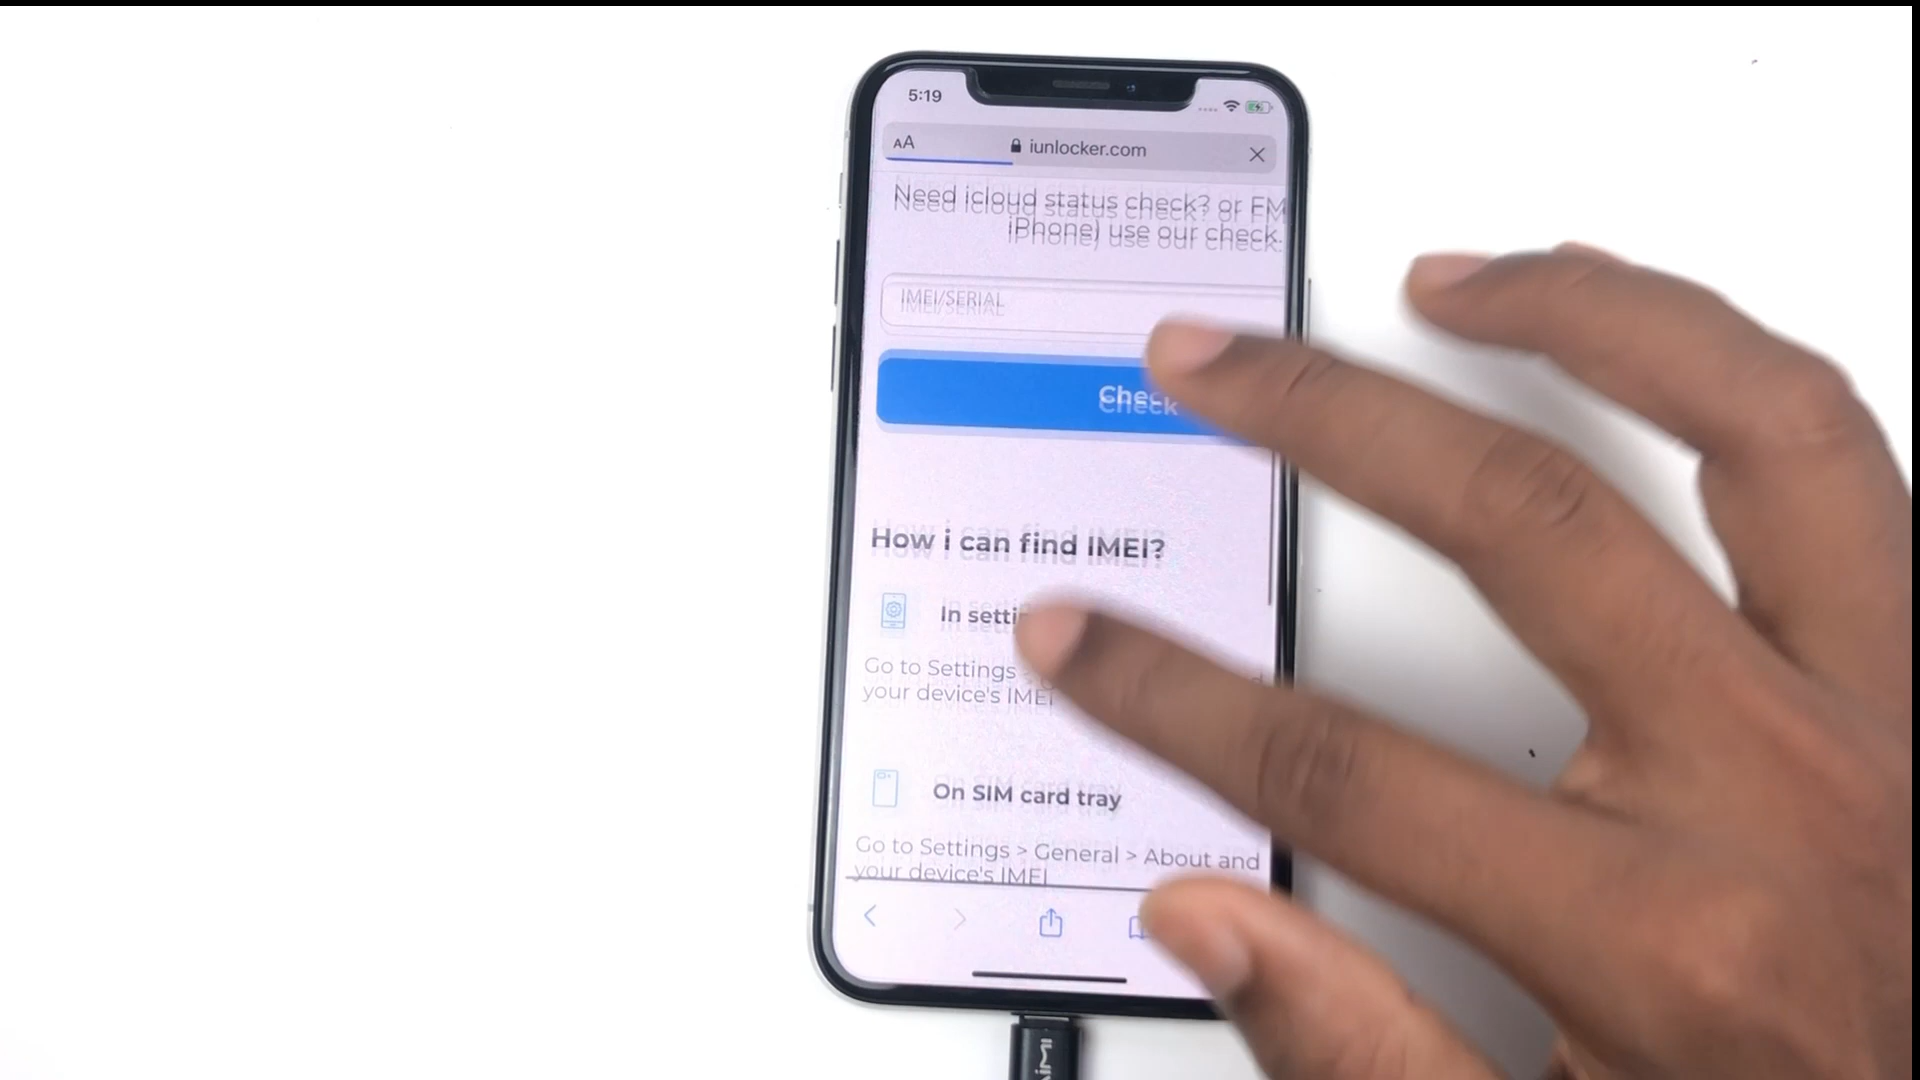 5:19
AA iunlocker.com
Need icloud status check? or FM
iPhone) use our check.
IMEI/SERIAL
Check
How i can find IMEI?
In setti
Go to Settings
your device's IMEI
On SIM card tray
Go to Settings > General > About and
your device's IMEI